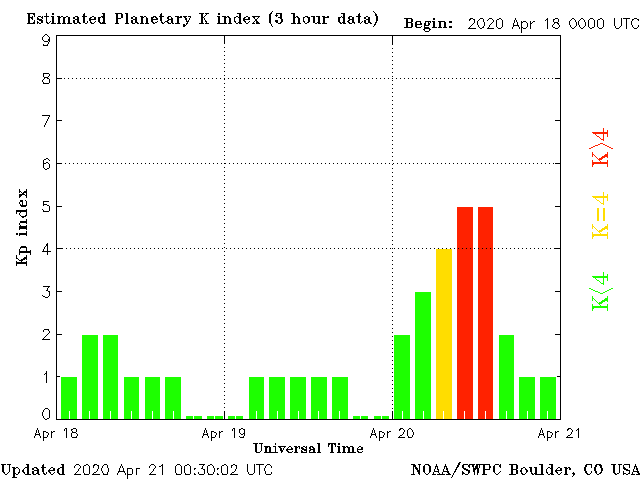 Estimated Planetary K index (3 hour data) Begin: 2020 Apr 18 0000 UTC
9
8
7
6
5
4
3
2
1
0
Kp index
K>4
K=4
K<4
Apr 18 Apr 19 Apr 20 Apr 21
Universal Time
Updated 2020 Apr 21 00:30:02 UTC NOAA/SWPC Boulder, CO USA